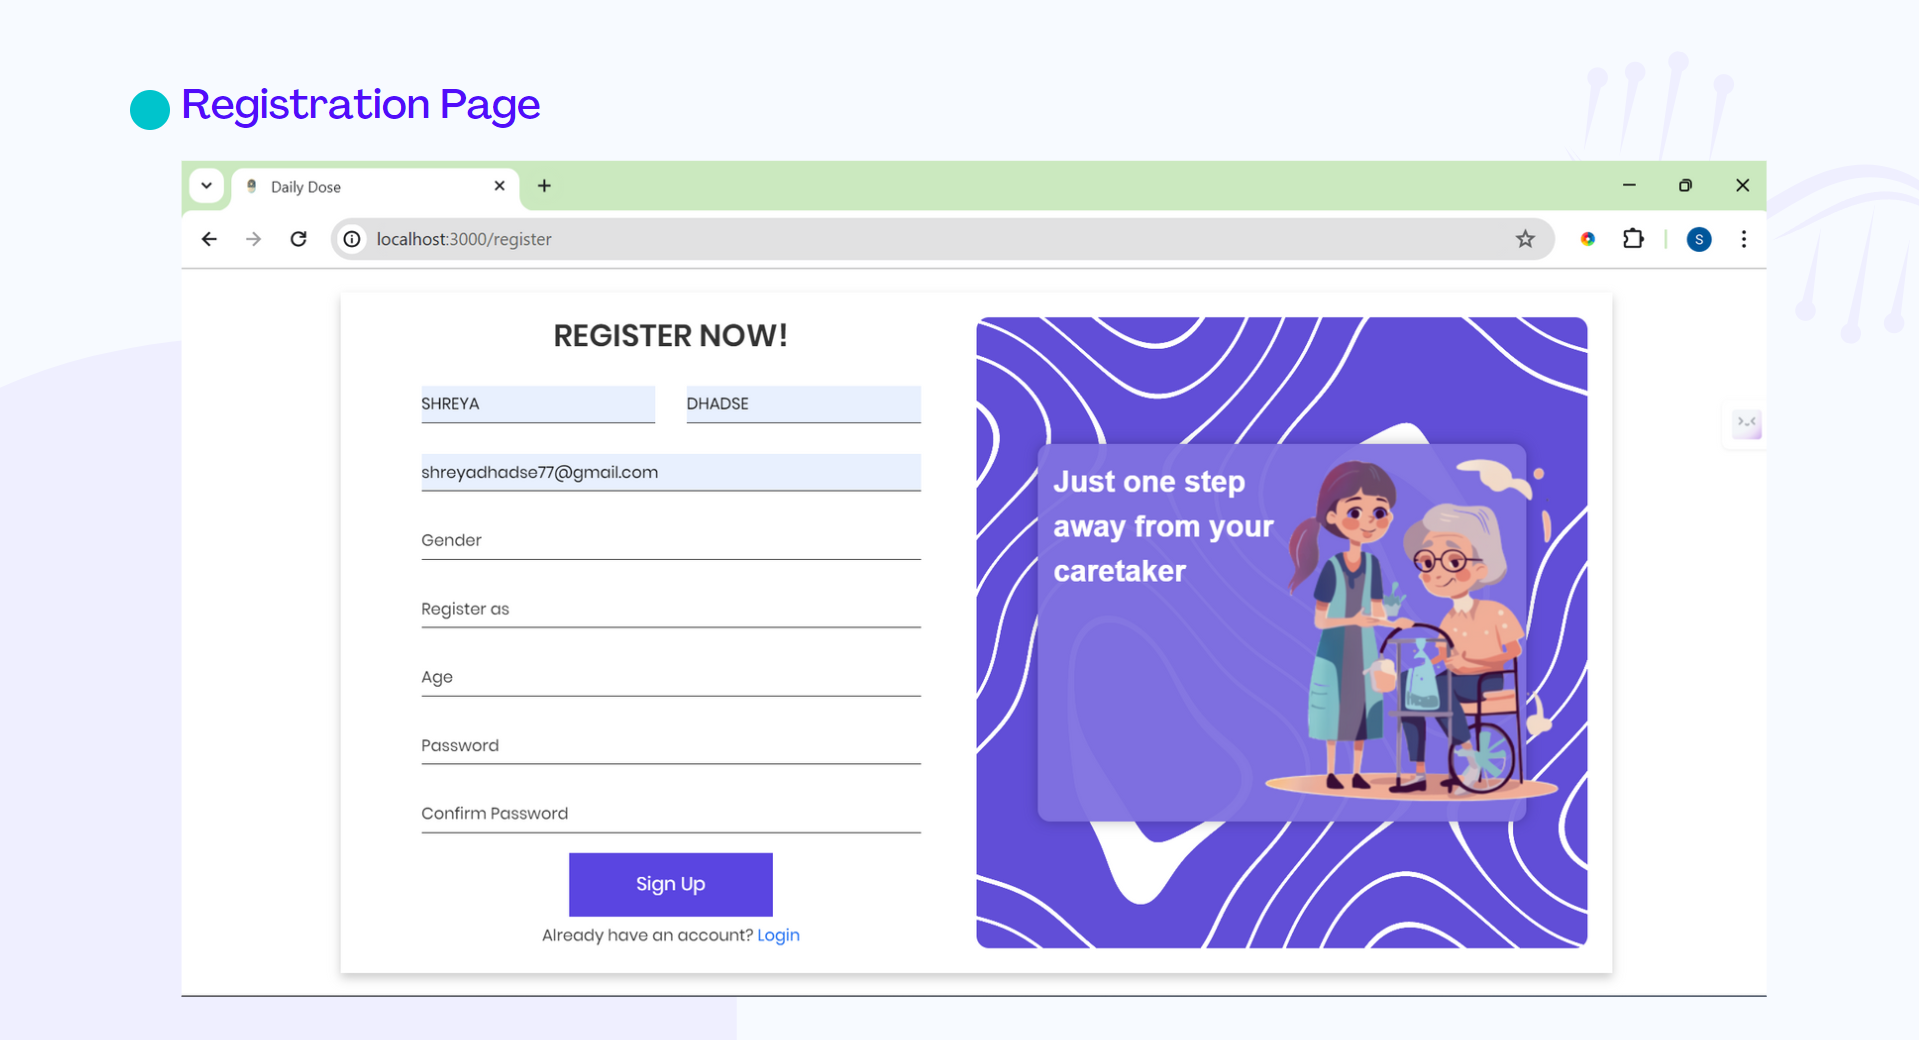 Registration Page
Daily Dose
localhost:3000/register
S
REGISTER NOW!
SHREYA DHADSE
shreyadhadse77@gmail.com
Gender
Register as
Age
Password
Confirm Password
Sign Up
Already have an account? Login
Just one step
away from your
caretaker